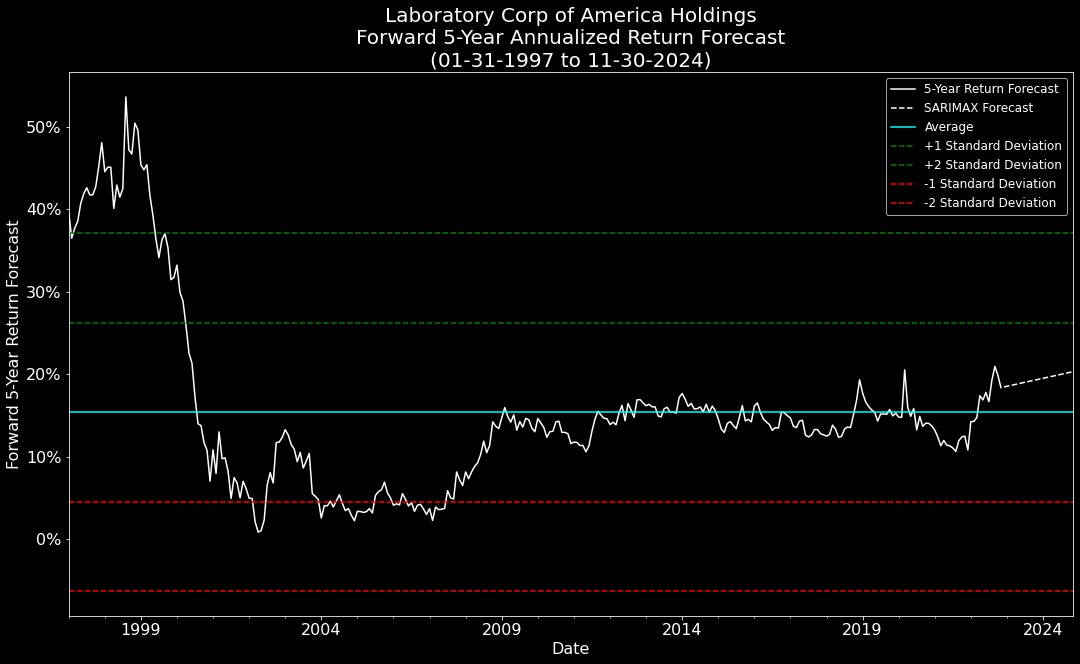 Laboratory Corp of America Holdings
Forward 5-Year Annualized Return Forecast
(01-31-1997 to 11-30-2024)
5-Year Return Forecast
SARIMAX Forecast
Average
+1 Standard Deviation
+2 Standard Deviation
-1 Standard Deviation
-2 Standard Deviation
Forward 5-Year Return Forecast
50%
40%
30%
20%
10%
0%
1999 2004 2009 2014 2019 2024
Date